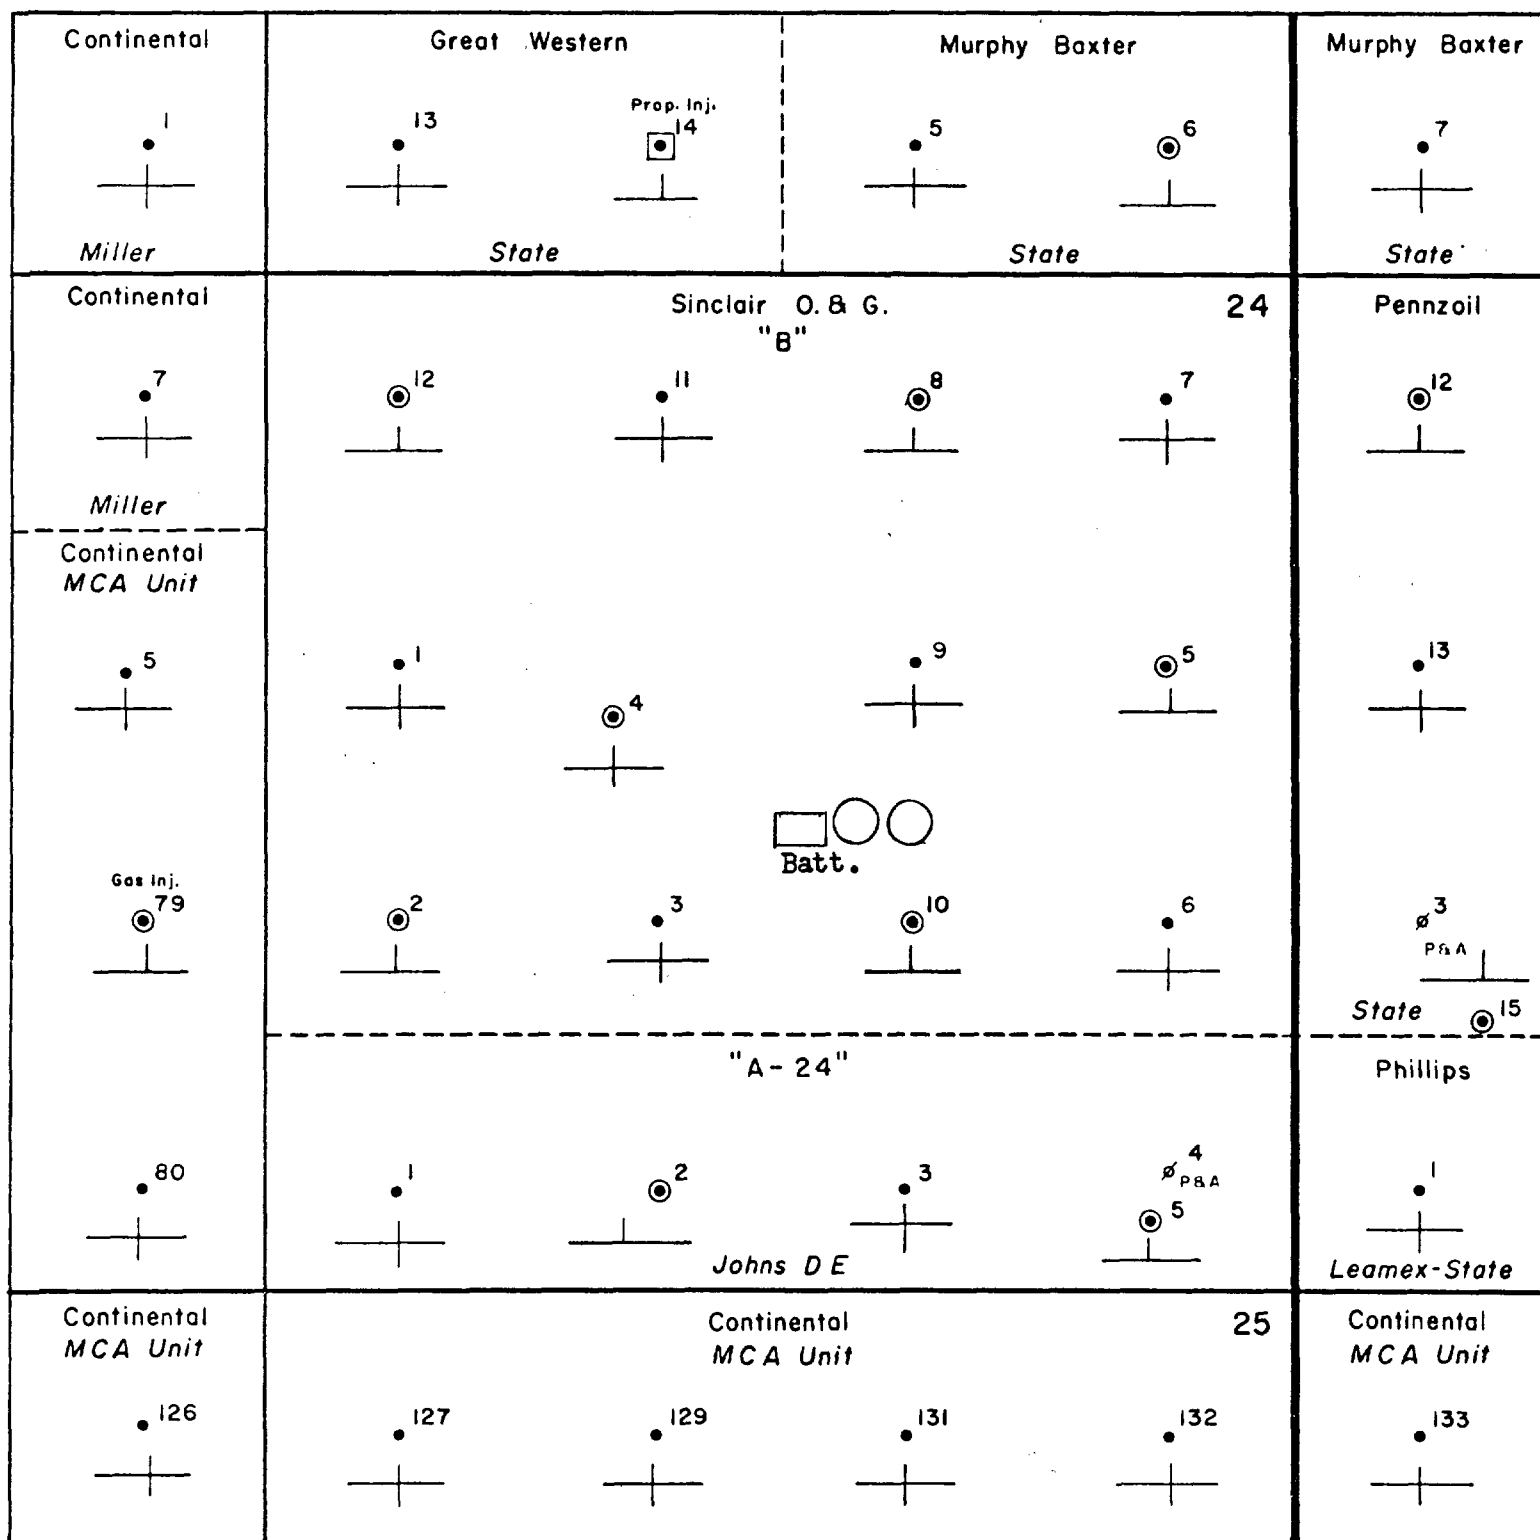 Continental
Great Western
Murphy Baxter
Murphy Baxter
1
13
Prop. Inj.
14
5
6
7
Miller
State
State
State
Continental
Sinclair O. & G.
24
Pennzoil
"B"
7
12
11
8
7
12
Miller
Continental
MCA Unit
5
1
4
9
5
13
Batt.
Gas Inj.
79
2
3
10
6
3
P&A
State
15
"A-24"
Phillips
80
1
2
3
4
P&A
5
1
Johns D E
Leamex-State
Continental
MCA Unit
Continental
MCA Unit
25
Continental
MCA Unit
126
127
129
131
132
133